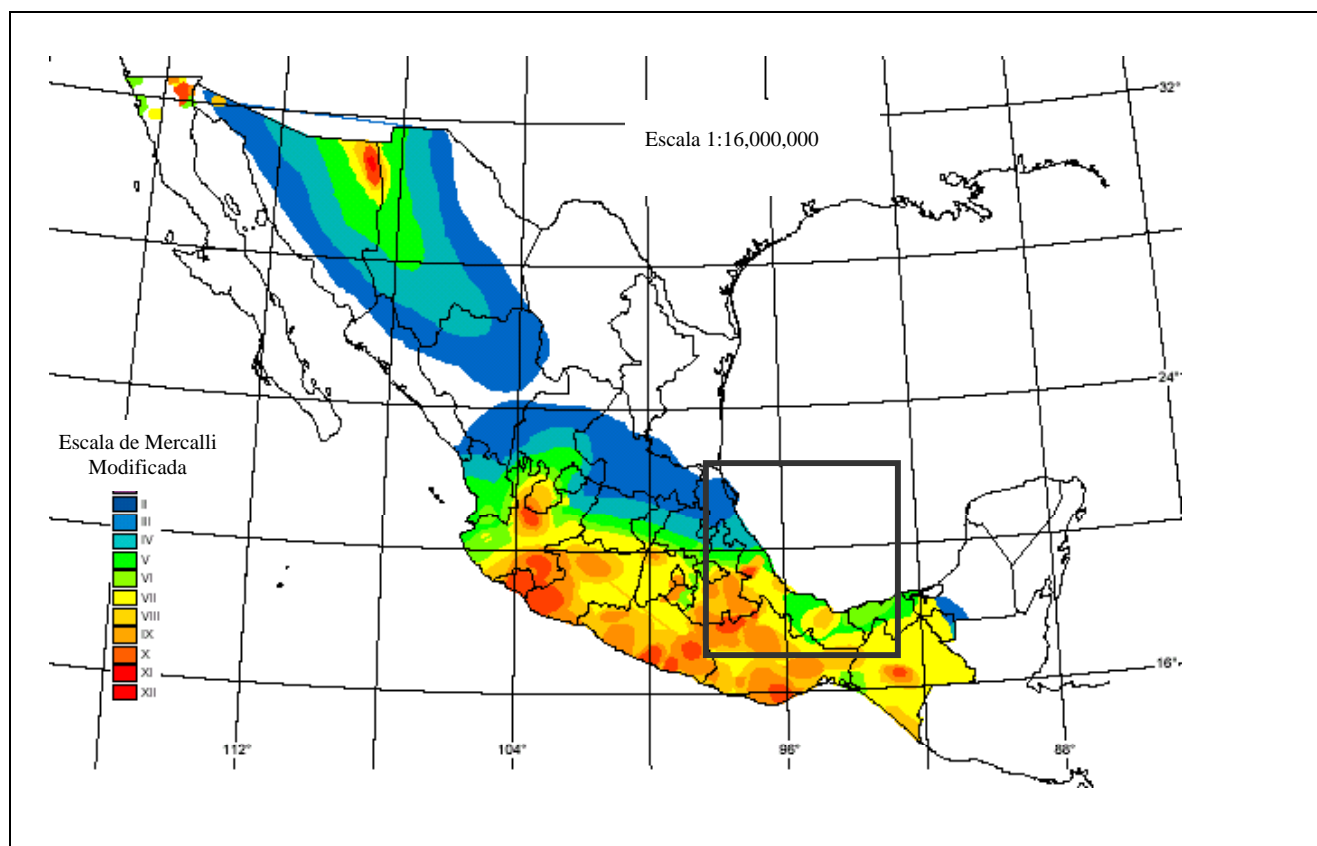 Escala 1:16,000,000
32°
24°
Escala de Mercalli
Modificada
II
III
IV
V
VI
VII
VIII
IX
X
XI
XII
16°
112°
104°
96°
88°